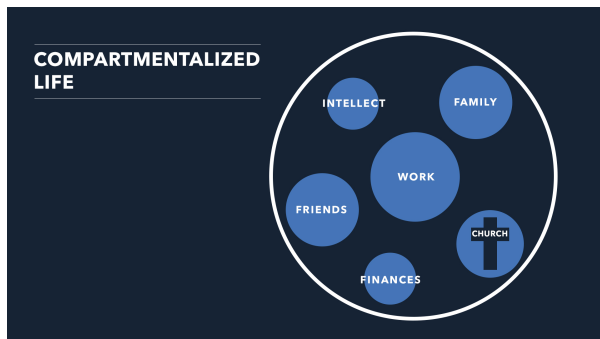 COMPARTMENTALIZED
LIFE
INTELLECT
FAMILY
WORK
FRIENDS
CHURCH
FINANCES